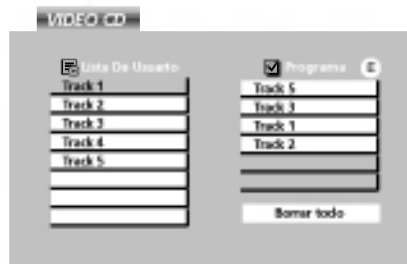 VIDEO CD
Lista De Usuario
Track 1
Track 2
Track 3
Track 4
Track 5
Programa E
Track 5
Track 3
Track 1
Track 2
Borrar todo